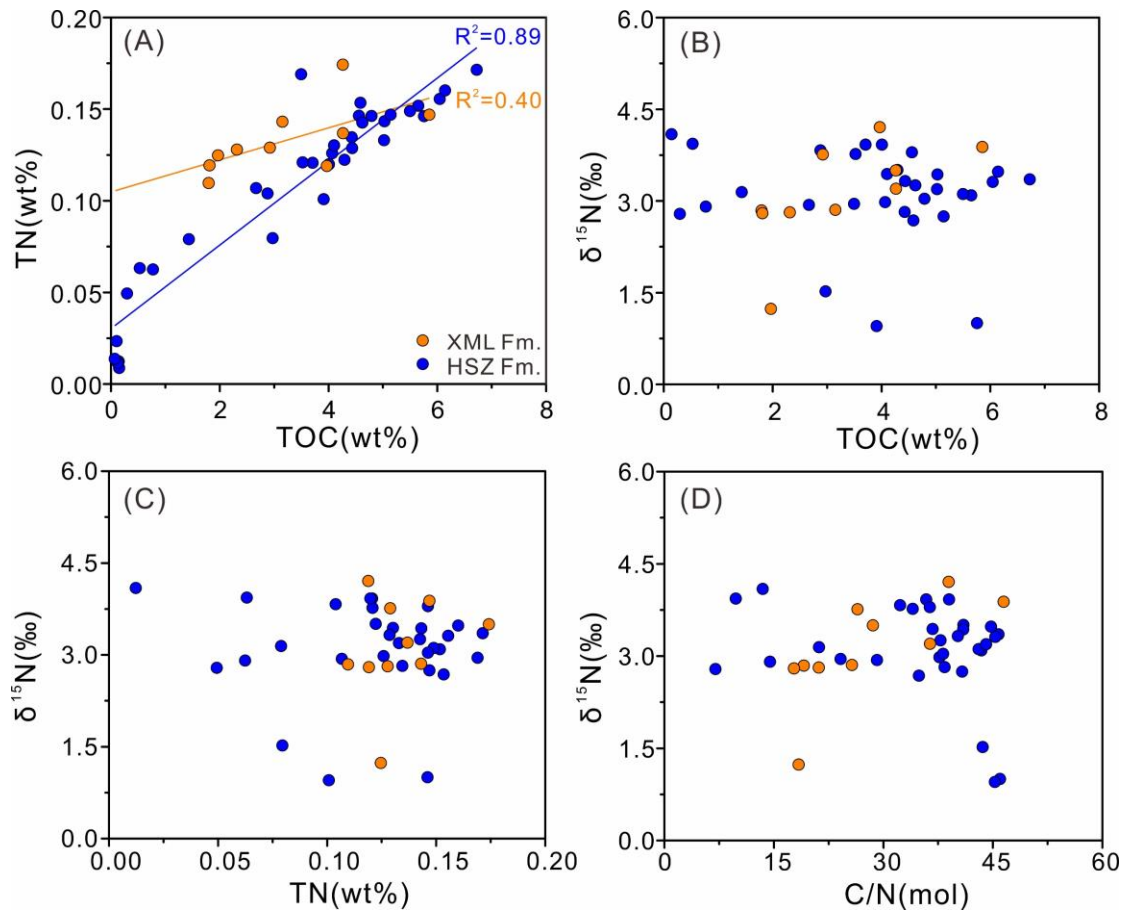 (A)
R²=0.89
R²=0.40
0.20
0.15
0.10
0.05
0.00
TN(wt%)
XML Fm.
HSZ Fm.
0 2 4 6 8
TOC(wt%)
(B)
6.0
4.5
3.0
1.5
0.0
δ¹⁵N(‰)
0 2 4 6 8
TOC(wt%)
(C)
6.0
4.5
3.0
1.5
0.0
δ¹⁵N(‰)
0.00 0.05 0.10 0.15 0.20
TN(wt%)
(D)
6.0
4.5
3.0
1.5
0.0
δ¹⁵N(‰)
0 15 30 45 60
C/N(mol)